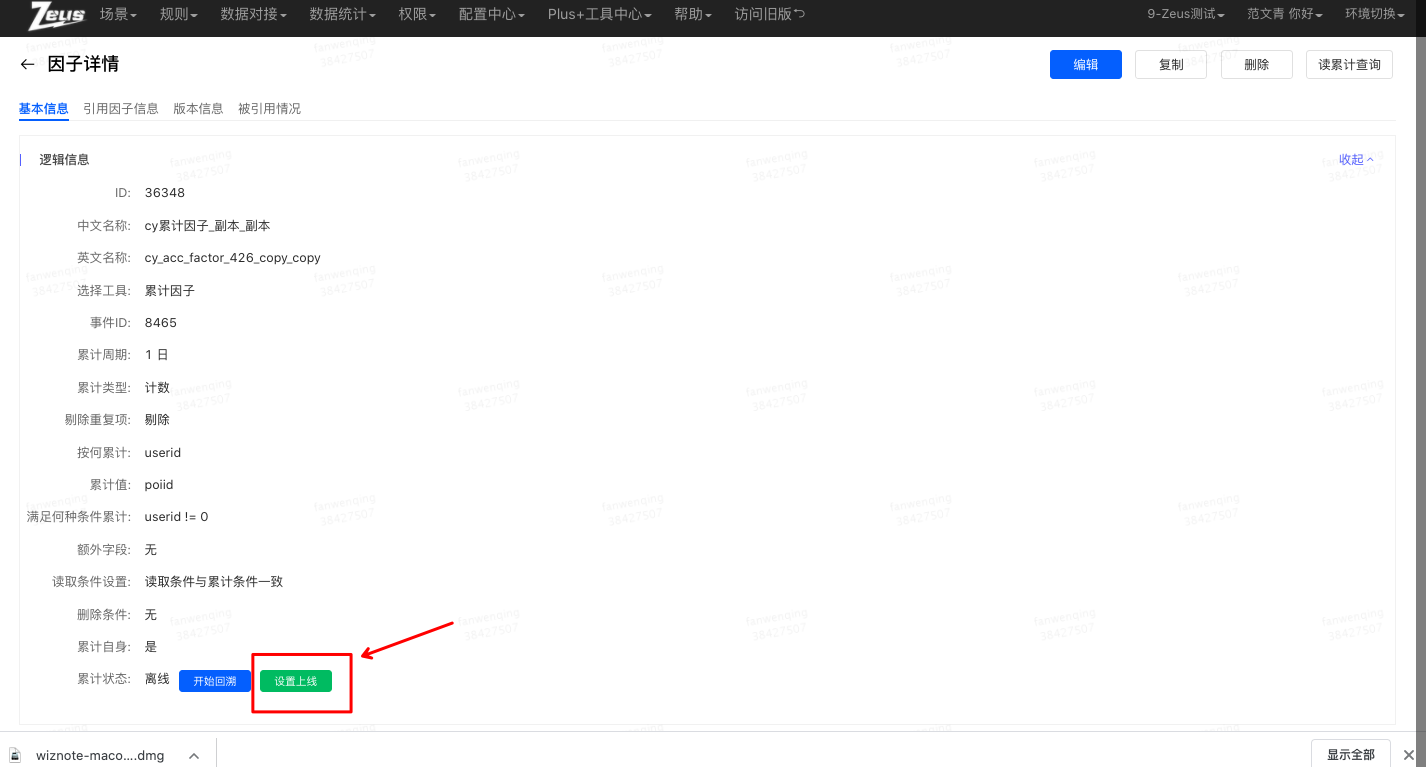 Zeus 场景 规则 数据对接 数据统计 权限 配置中心 Plus+工具中心 帮助 访问旧版 9-Zeus测试 范文青 你好 环境切换
因子详情 编辑 复制 删除 读累计查询
基本信息 引用因子信息 版本信息 被引用情况
逻辑信息 收起
ID: 36348
中文名称: cy累计因子_副本_副本
英文名称: cy_acc_factor_426_copy_copy
选择工具: 累计因子
事件ID: 8465
累计周期: 1 日
累计类型: 计数
剔除重复项: 剔除
按何累计: userid
累计值: poiid
满足何种条件累计: userid != 0
额外字段: 无
读取条件设置: 读取条件与累计条件一致
删除条件: 无
累计自身: 是
累计状态: 离线 开始回溯 设置上线
wiznote-maco....dmg 显示全部
fanwenqing
38427507